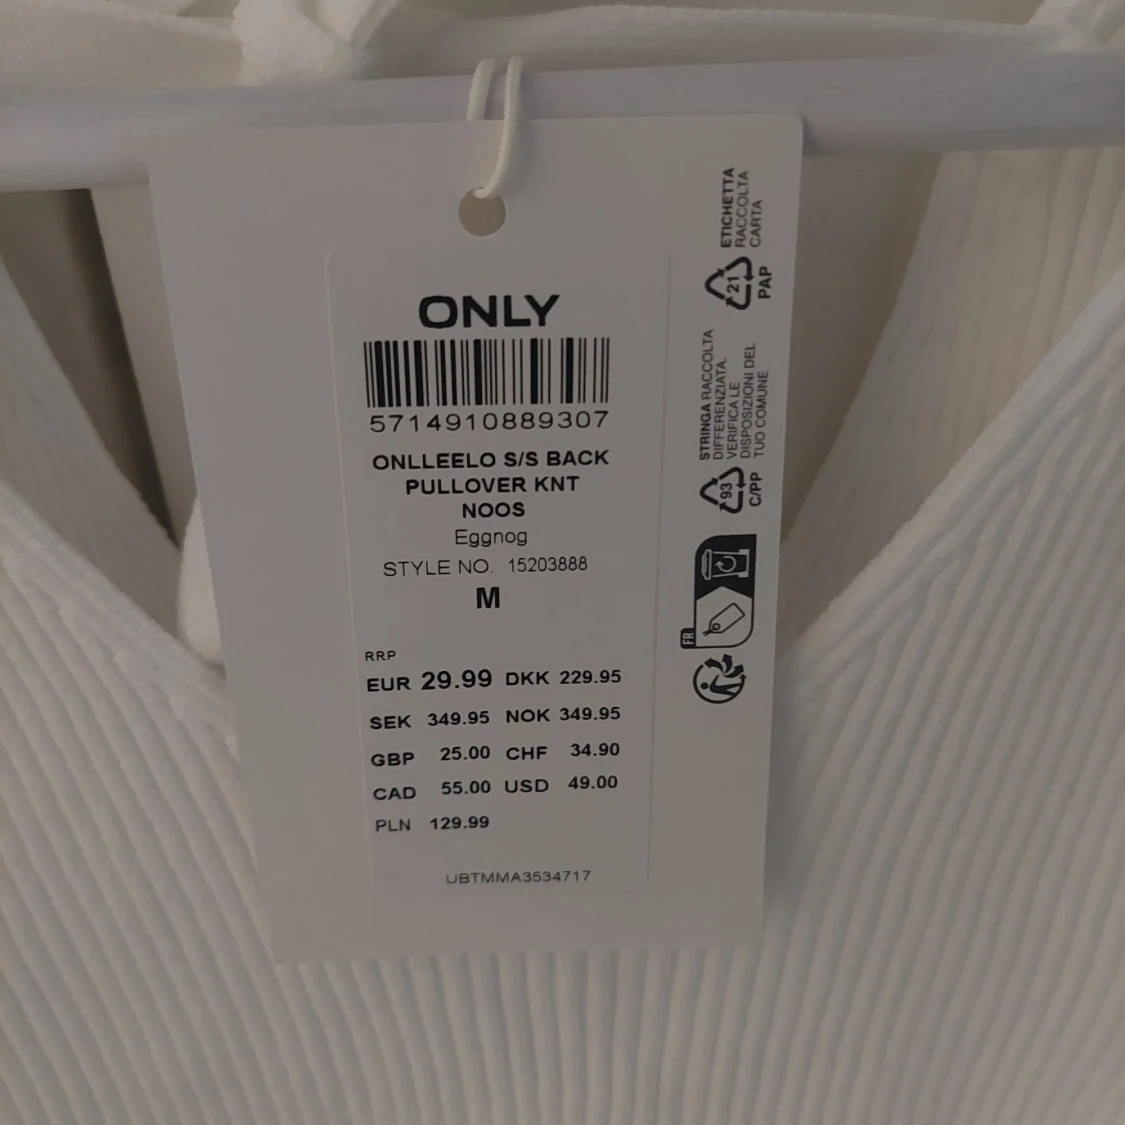 ONLY
5714910889307
ONLLEELO S/S BACK
PULLOVER KNT
NOOS
Eggnog
STYLE NO. 15203888
M
RRP
EUR 29.99 DKK 229.95
SEK 349.95 NOK 349.95
GBP 25.00 CHF 34.90
CAD 55.00 USD 49.00
PLN 129.99
UBTMMA3534717
ETICHETTA
RACCOLTA
CARTA
21
PAP
STRINGA RACCOLTA
DIFFERENZIATA.
VERIFICA LE
DISPOSIZIONI DEL
TUO COMUNE
93
C/PP
FR